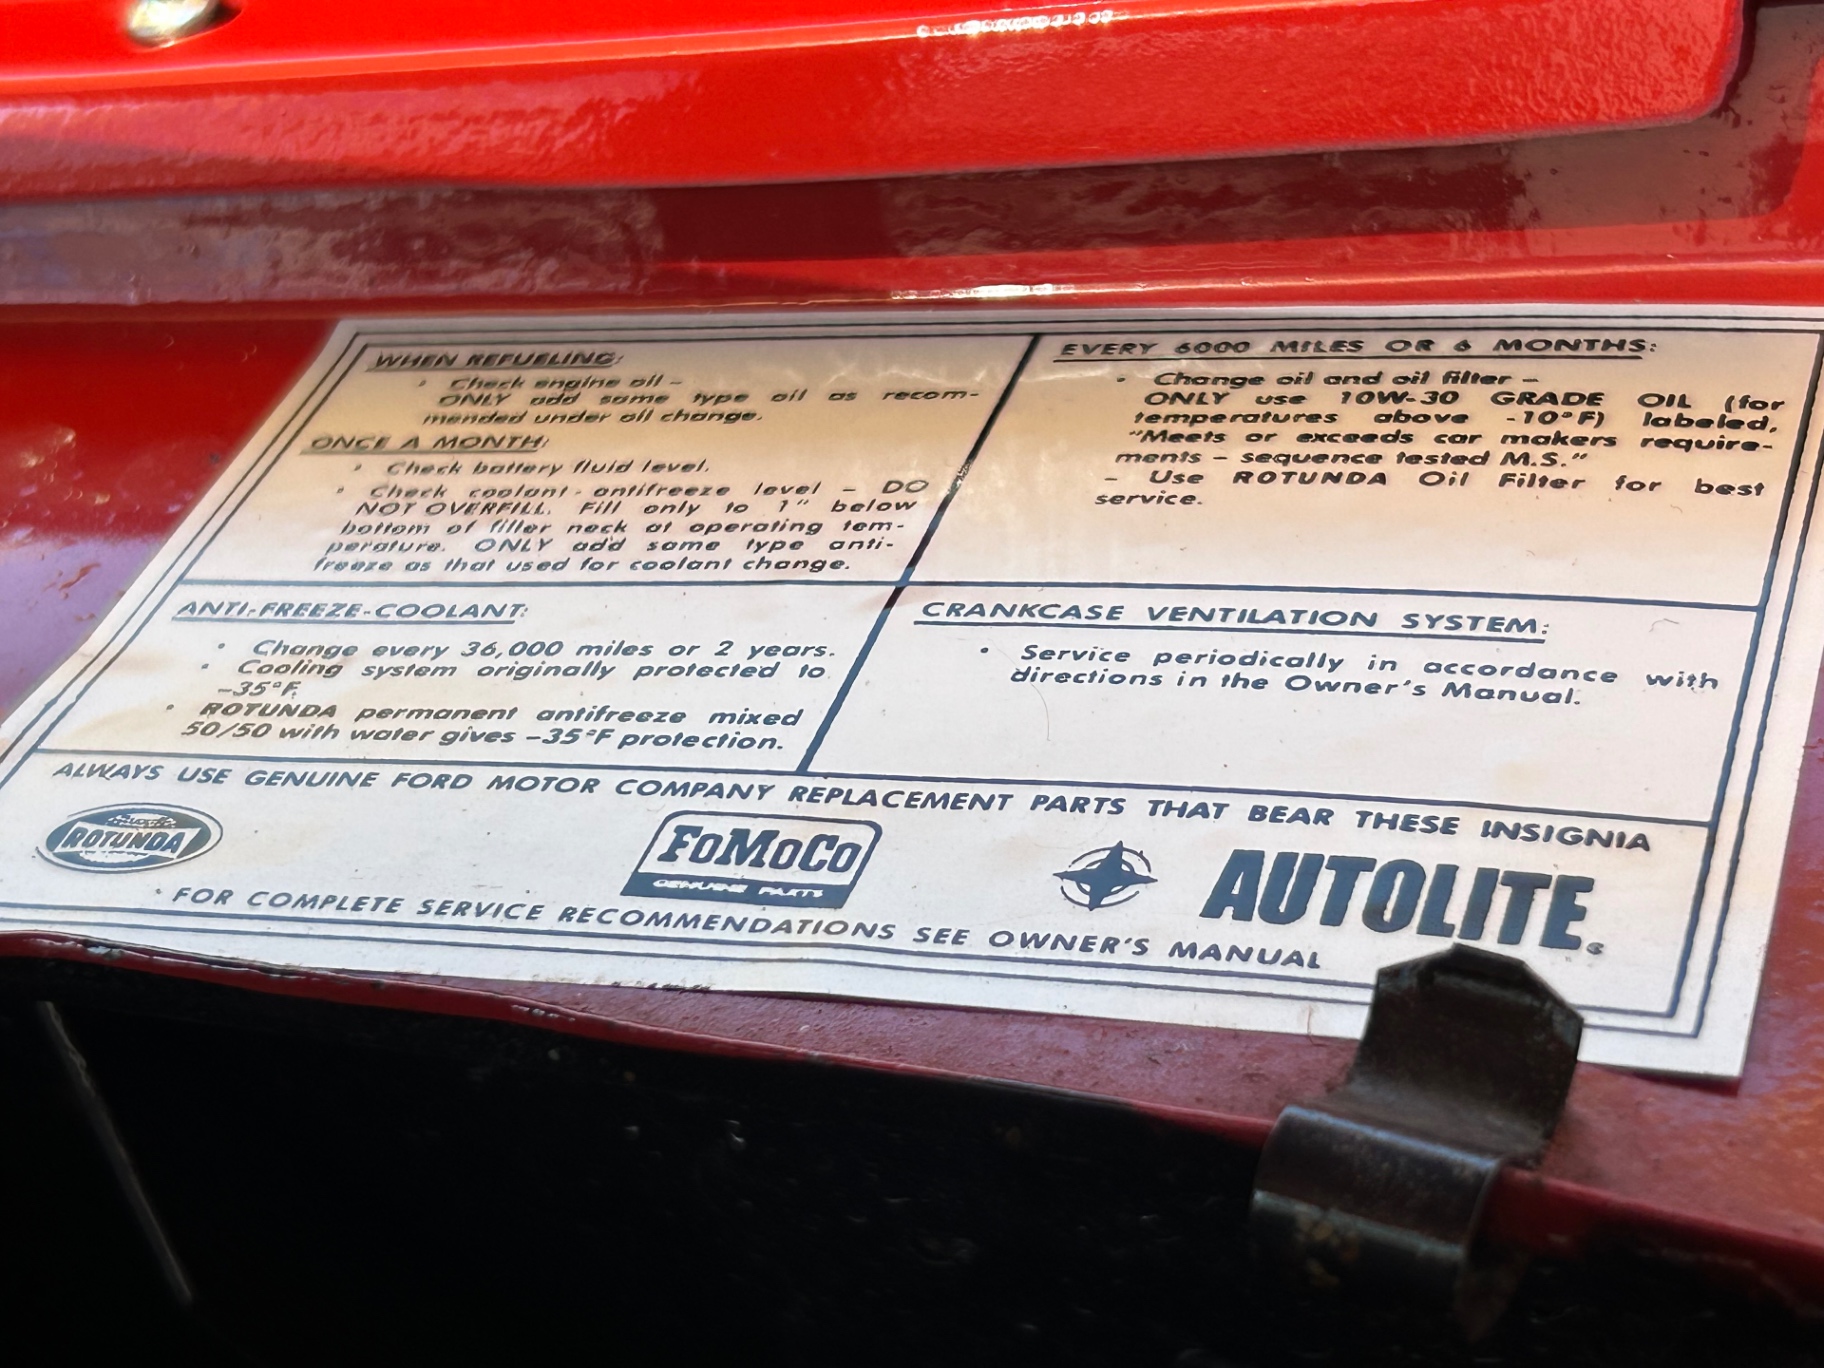 WHEN REFUELING:
• Check engine oil –
ONLY add same type oil as recom-
mended under oil change.
ONCE A MONTH:
• Check battery fluid level.
• Check coolant-antifreeze level – DO
NOT OVERFILL. Fill only to 1" below
bottom of filler neck at operating tem-
perature. ONLY add same type anti-
freeze as that used for coolant change.
EVERY 6000 MILES OR 6 MONTHS:
• Change oil and oil filter –
ONLY use 10W-30 GRADE OIL (for
temperatures above -10°F) labeled,
"Meets or exceeds car makers require-
ments – sequence tested M.S."
– Use ROTUNDA Oil Filter for best
service.
ANTI-FREEZE-COOLANT:
• Change every 36,000 miles or 2 years.
• Cooling system originally protected to
–35°F.
• ROTUNDA permanent antifreeze mixed
50/50 with water gives –35°F protection.
CRANKCASE VENTILATION SYSTEM:
• Service periodically in accordance with
directions in the Owner's Manual.
ALWAYS USE GENUINE FORD MOTOR COMPANY REPLACEMENT PARTS THAT BEAR THESE INSIGNIA
ROTUNDA
FoMoCo
GENUINE PARTS
AUTOLITE®
• FOR COMPLETE SERVICE RECOMMENDATIONS SEE OWNER'S MANUAL